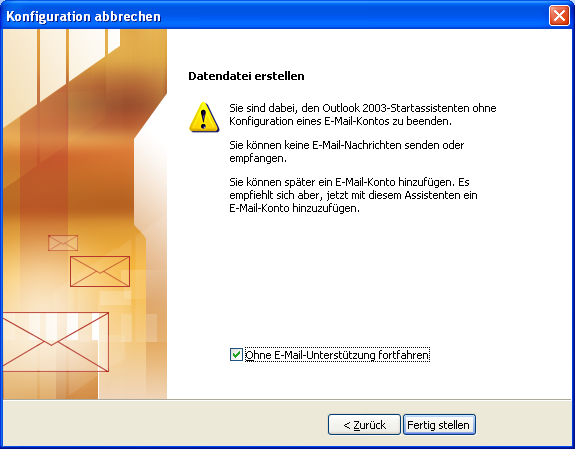 Konfiguration abbrechen
Datendatei erstellen
Sie sind dabei, den Outlook 2003-Startassistenten ohne
Konfiguration eines E-Mail-Kontos zu beenden.
Sie können keine E-Mail-Nachrichten senden oder
empfangen.
Sie können später ein E-Mail-Konto hinzufügen. Es
empfiehlt sich aber, jetzt mit diesem Assistenten ein
E-Mail-Konto hinzuzufügen.
Ohne E-Mail-Unterstützung fortfahren
< Zurück
Fertig stellen